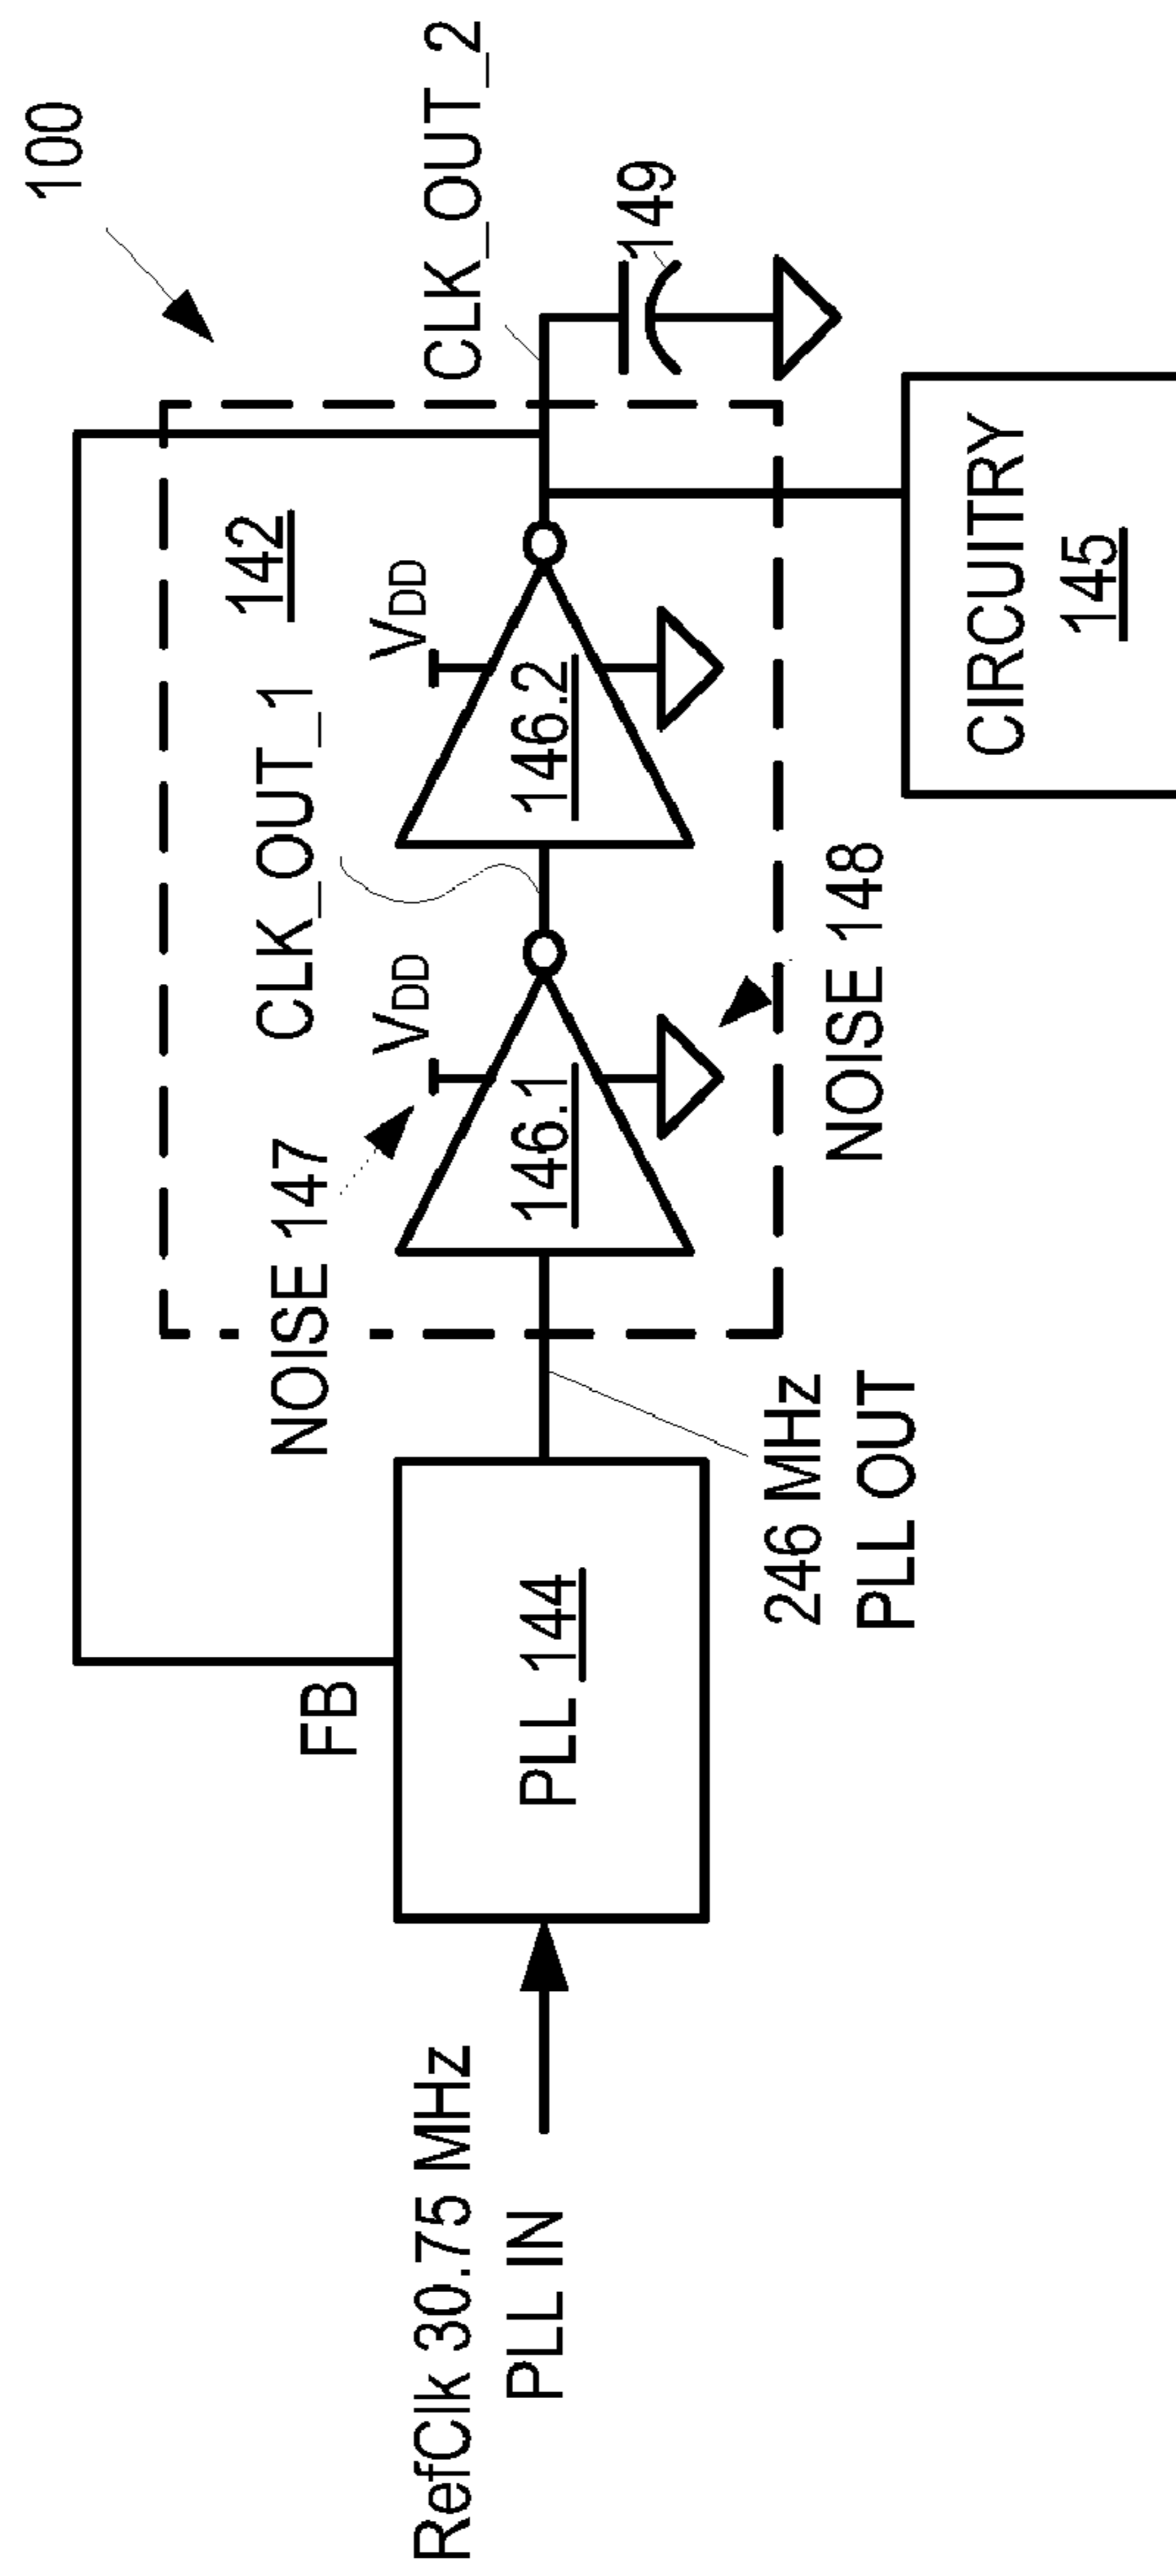 100
CLK_OUT_2
142
CLK_OUT_1
VDD
VDD
NOISE 147
FB
146.1
146.2
149
RefClk 30.75 MHz
PLL IN
PLL 144
246 MHz
PLL OUT
NOISE 148
CIRCUITRY
145